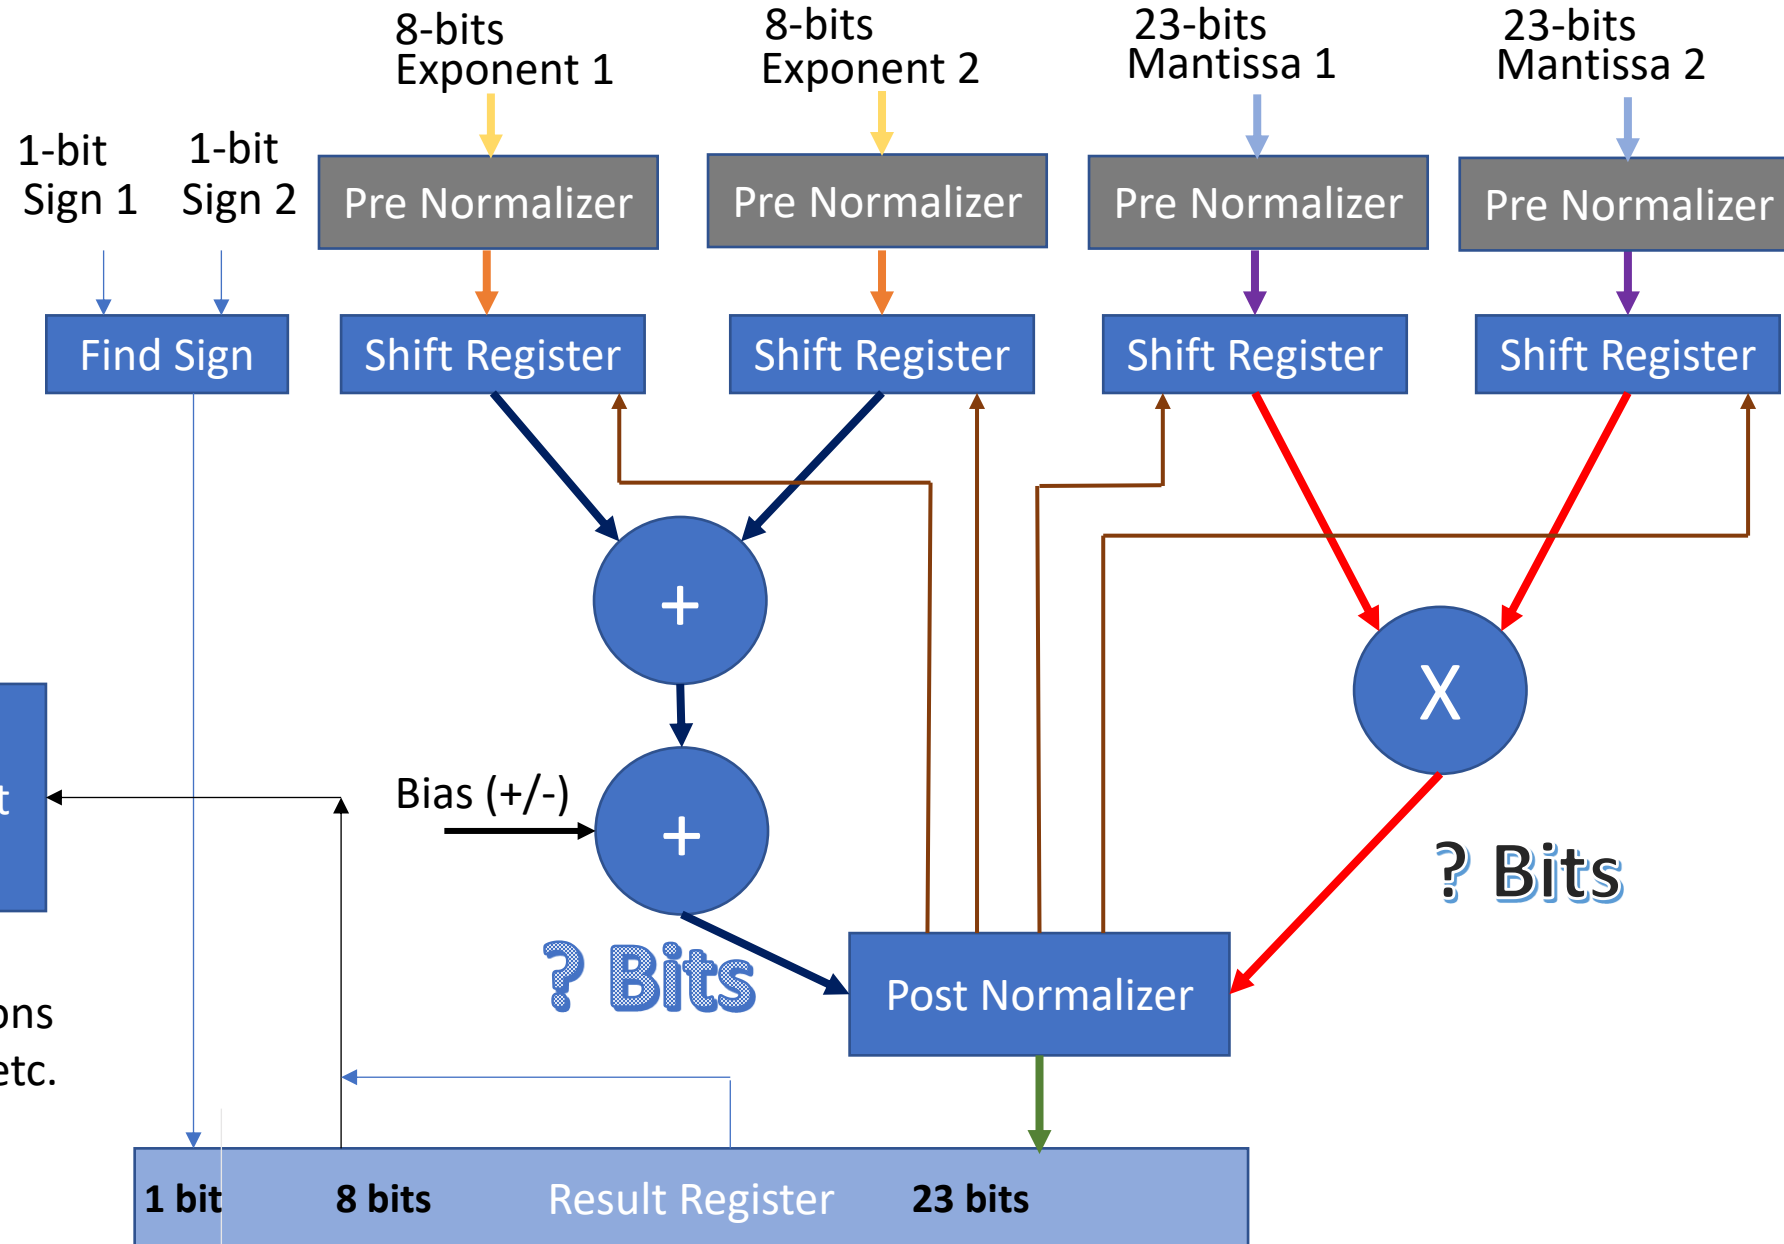 8-bits
Exponent 1
8-bits
Exponent 2
23-bits
Mantissa 1
23-bits
Mantissa 2
1-bit
Sign 1
1-bit
Sign 2
Pre Normalizer
Pre Normalizer
Pre Normalizer
Pre Normalizer
Find Sign
Shift Register
Shift Register
Shift Register
Shift Register
+
X
t
Bias (+/-)
+
? Bits
? Bits
Post Normalizer
ons
etc.
1 bit
8 bits
Result Register
23 bits